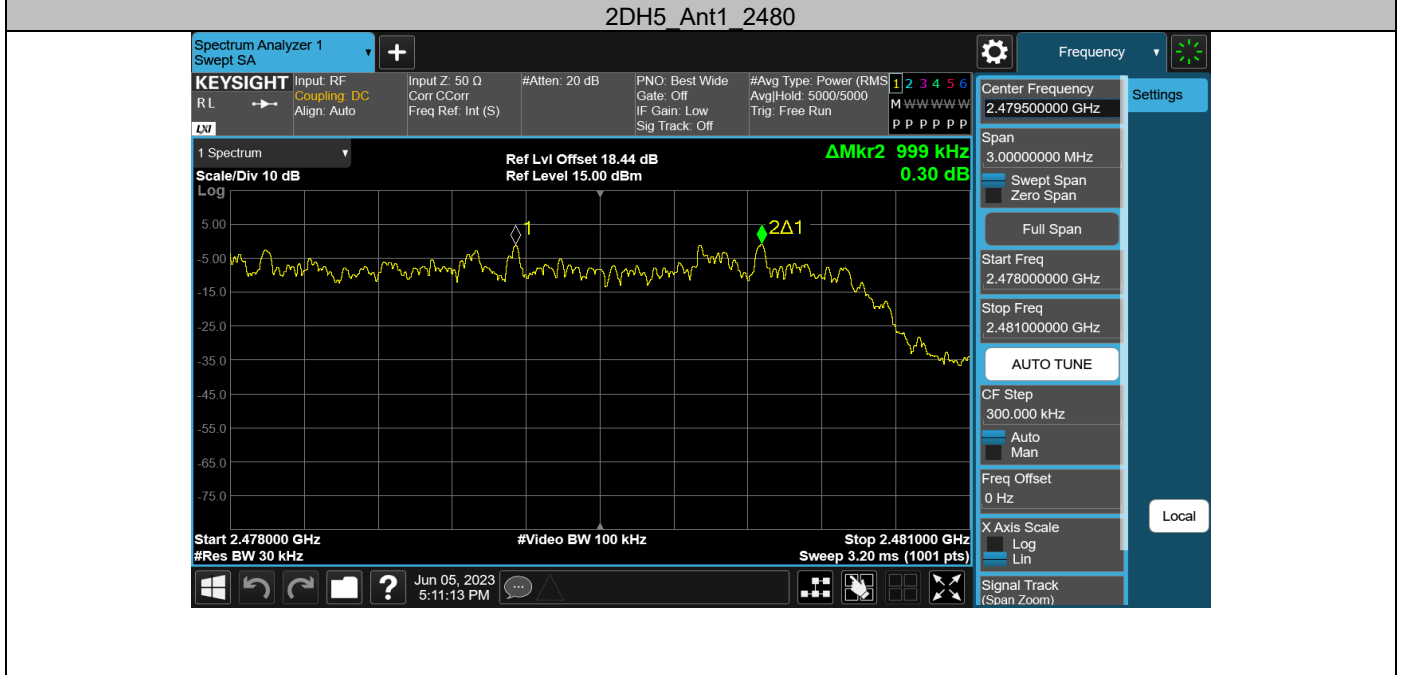 2DH5_Ant1_2480
Spectrum Analyzer 1
Swept SA
+
Frequency
KEYSIGHT
R L
LXI
Input: RF
Coupling: DC
Align: Auto
Input Z: 50 Ω
Corr CCorr
Freq Ref: Int (S)
#Atten: 20 dB
PNO: Best Wide
Gate: Off
IF Gain: Low
Sig Track: Off
#Avg Type: Power (RMS
Avg|Hold: 5000/5000
Trig: Free Run
1 2 3 4 5 6
M W W W W W
P P P P P P
1 Spectrum
Scale/Div 10 dB
Log
Ref Lvl Offset 18.44 dB
Ref Level 15.00 dBm
ΔMkr2 999 kHz
0.30 dB
1
2Δ1
5.00
-5.00
-15.0
-25.0
-35.0
-45.0
-55.0
-65.0
-75.0
Start 2.478000 GHz
#Res BW 30 kHz
#Video BW 100 kHz
Stop 2.481000 GHz
Sweep 3.20 ms (1001 pts)
?
Jun 05, 2023
5:11:13 PM
Center Frequency
2.479500000 GHz
Span
3.00000000 MHz
Swept Span
Zero Span
Full Span
Start Freq
2.478000000 GHz
Stop Freq
2.481000000 GHz
AUTO TUNE
CF Step
300.000 kHz
Auto
Man
Freq Offset
0 Hz
X Axis Scale
Log
Lin
Signal Track
(Span Zoom)
Settings
Local